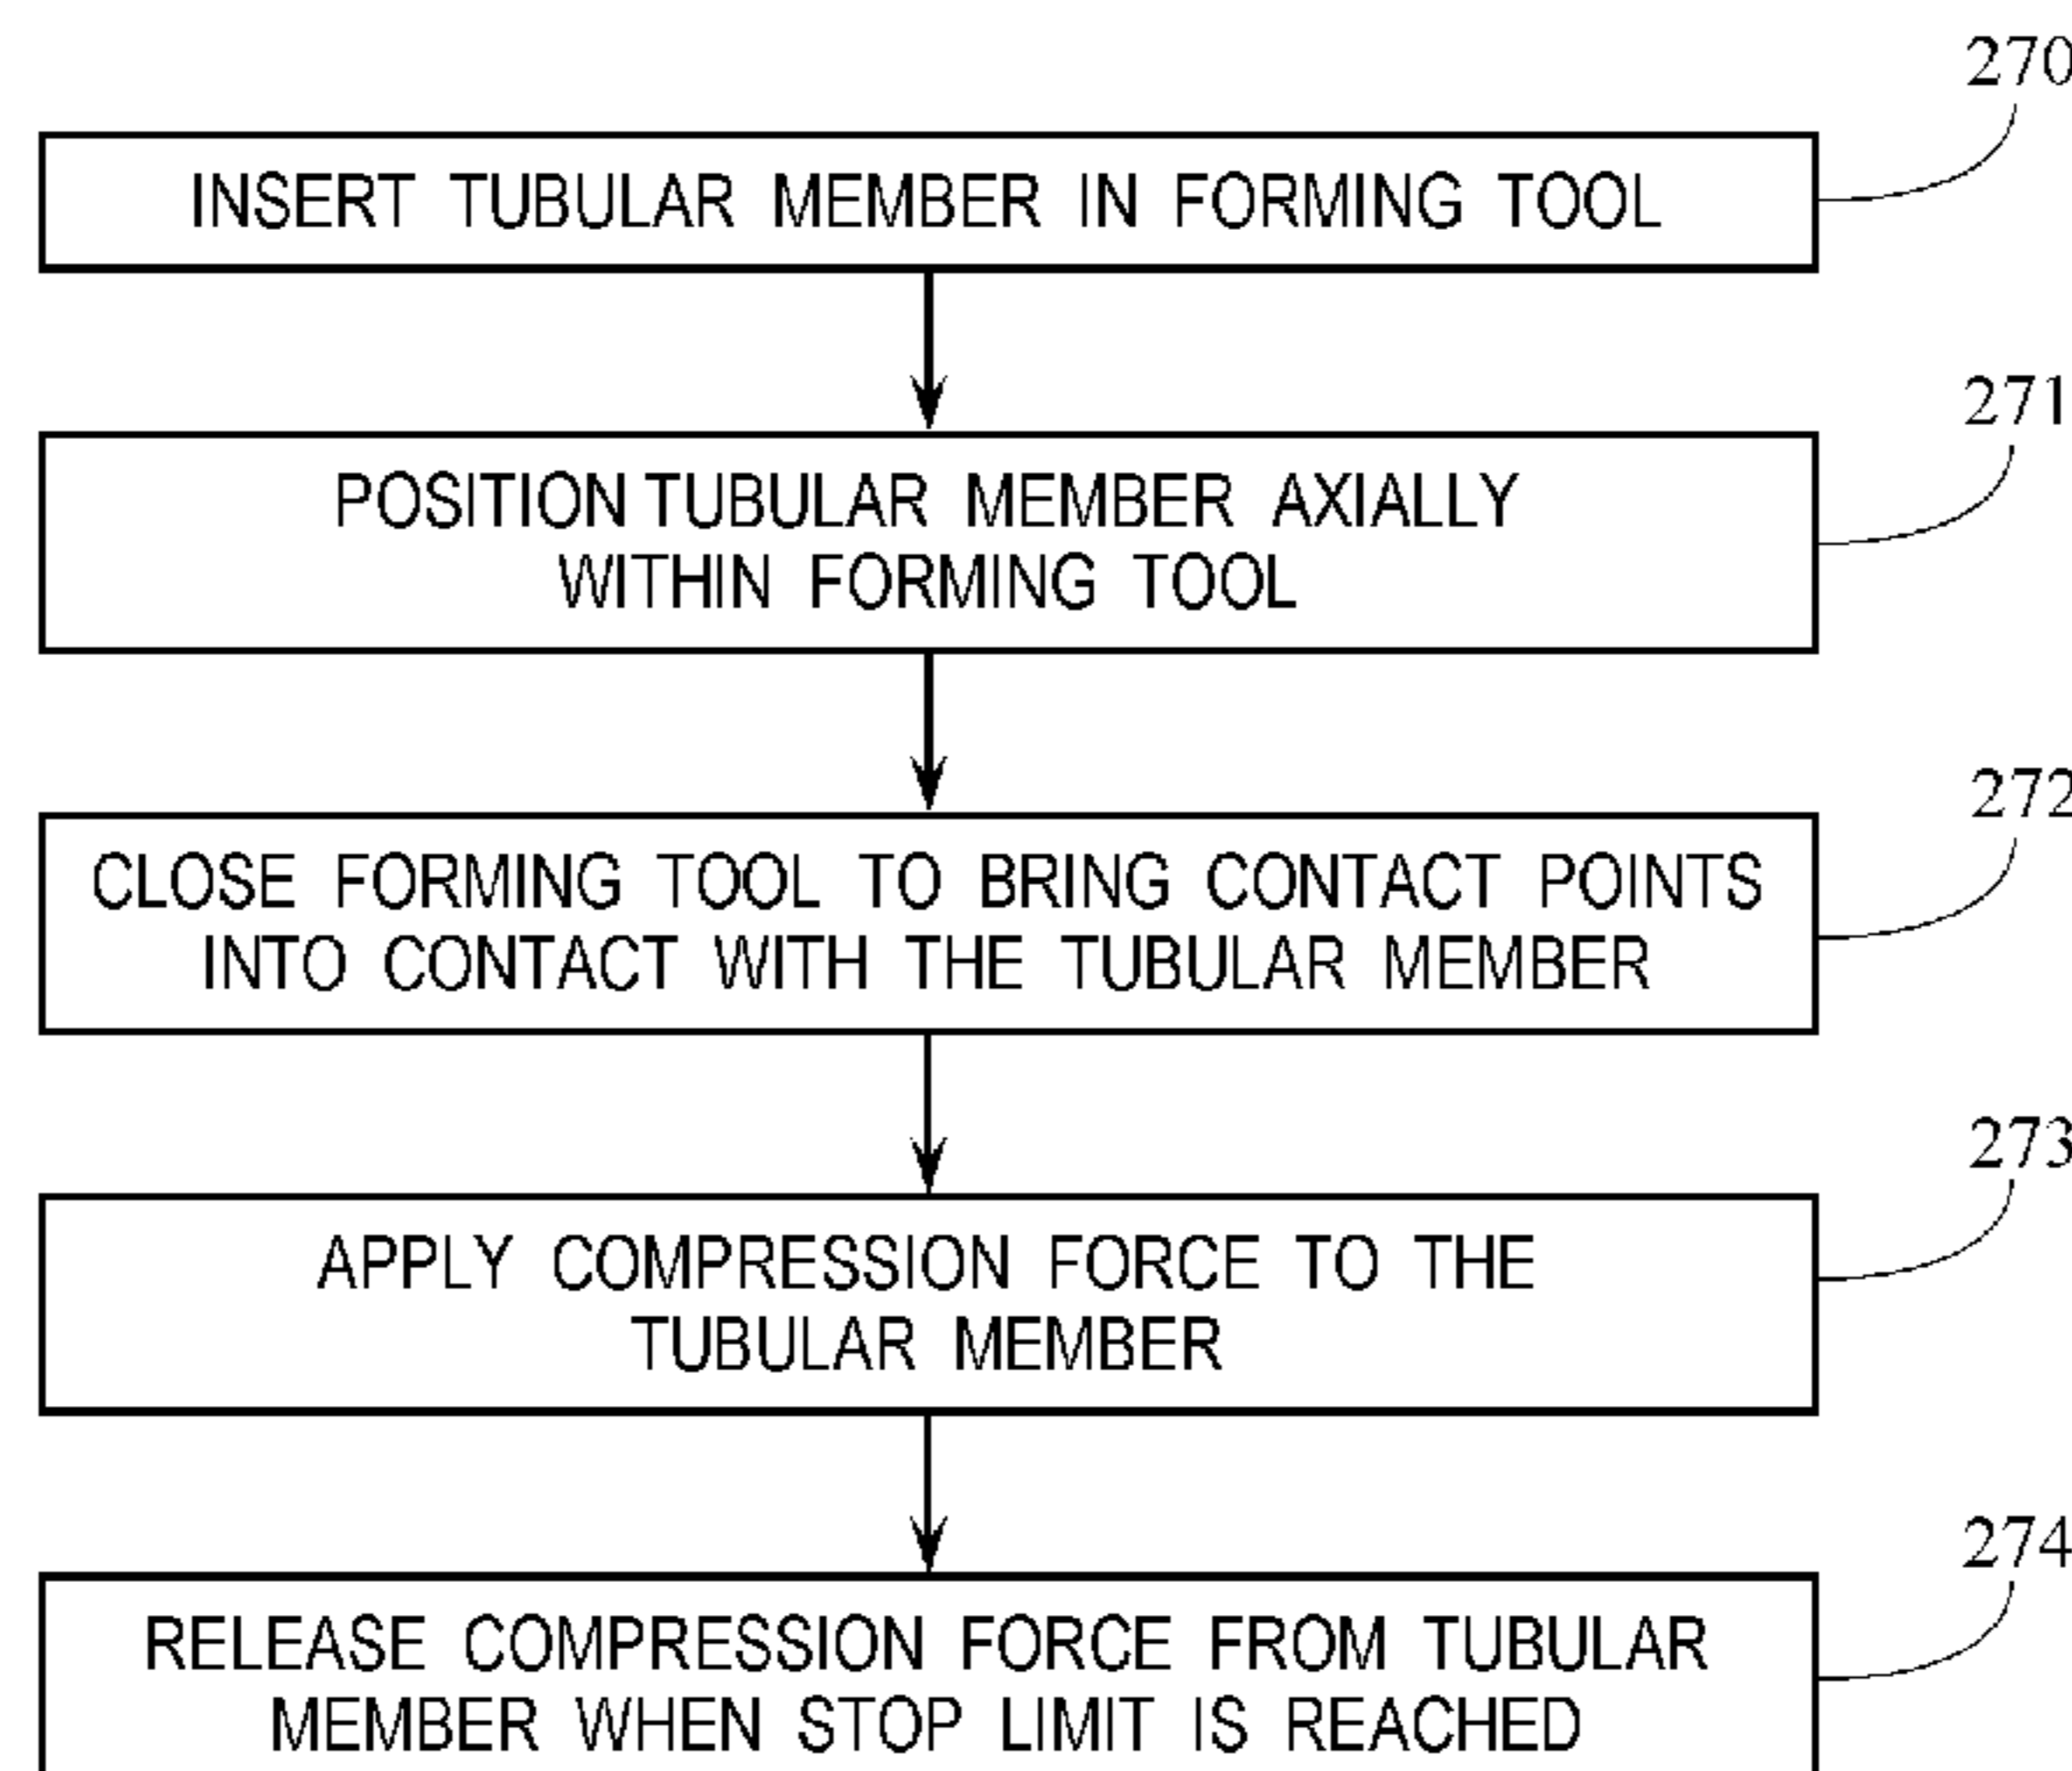 270
INSERT TUBULAR MEMBER IN FORMING TOOL
271
POSITION TUBULAR MEMBER AXIALLY
WITHIN FORMING TOOL
272
CLOSE FORMING TOOL TO BRING CONTACT POINTS
INTO CONTACT WITH THE TUBULAR MEMBER
273
APPLY COMPRESSION FORCE TO THE
TUBULAR MEMBER
274
RELEASE COMPRESSION FORCE FROM TUBULAR
MEMBER WHEN STOP LIMIT IS REACHED